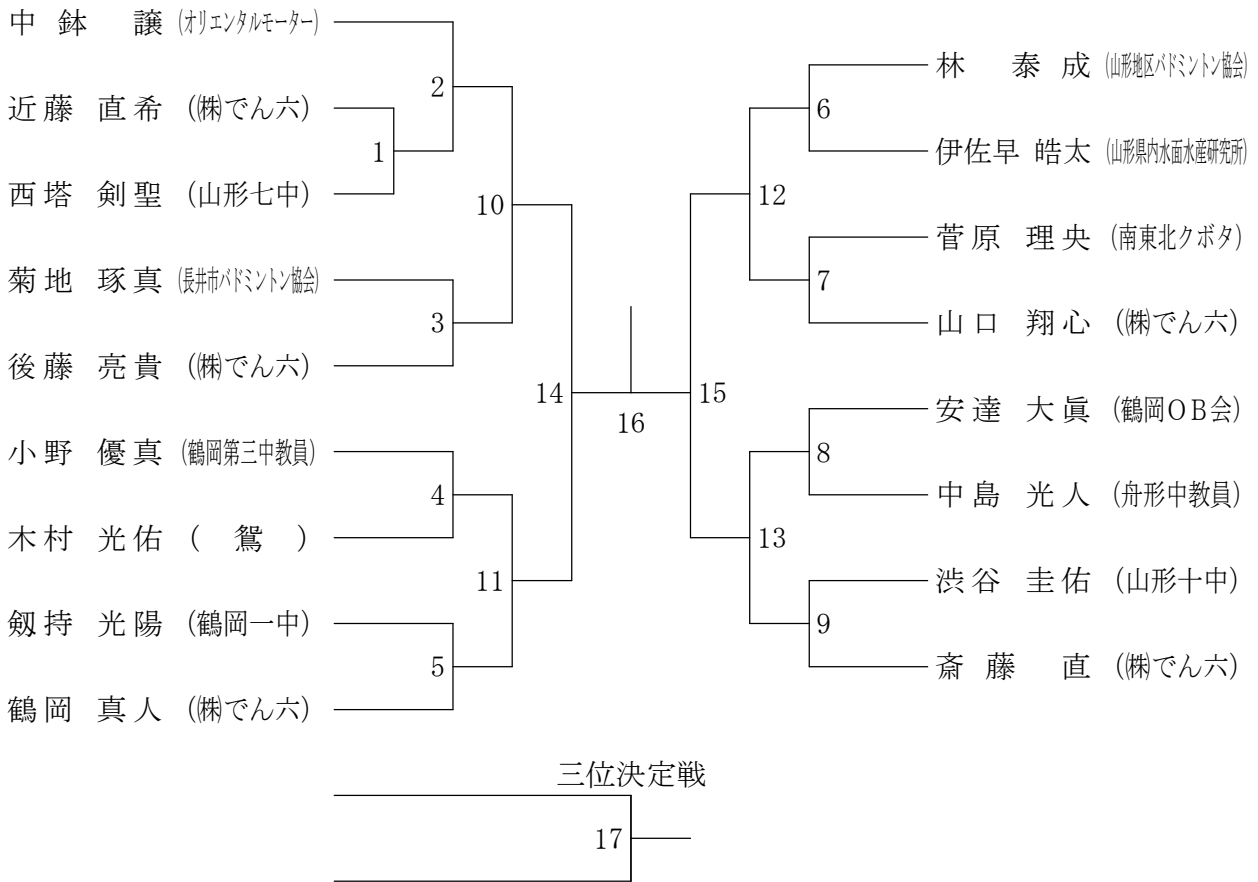 中鉢 譲 (オリエンタルモーター)
近藤 直希 (㈱でん六)
西塔 剣聖 (山形七中)
菊地 琢真 (長井市バドミントン協会)
後藤 亮貴 (㈱でん六)
小野 優真 (鶴岡第三中教員)
木村 光佑 ( 鴛 )
剱持 光陽 (鶴岡一中)
鶴岡 真人 (㈱でん六)
1
2
3
4
5
10
11
14
16
15
12
13
6
7
8
9
林 泰成 (山形地区バドミントン協会)
伊佐早 皓太 (山形県内水面水産研究所)
菅原 理央 (南東北クボタ)
山口 翔心 (㈱でん六)
安達 大眞 (鶴岡OB会)
中島 光人 (舟形中教員)
渋谷 圭佑 (山形十中)
斎藤 直 (㈱でん六)
三位決定戦
17